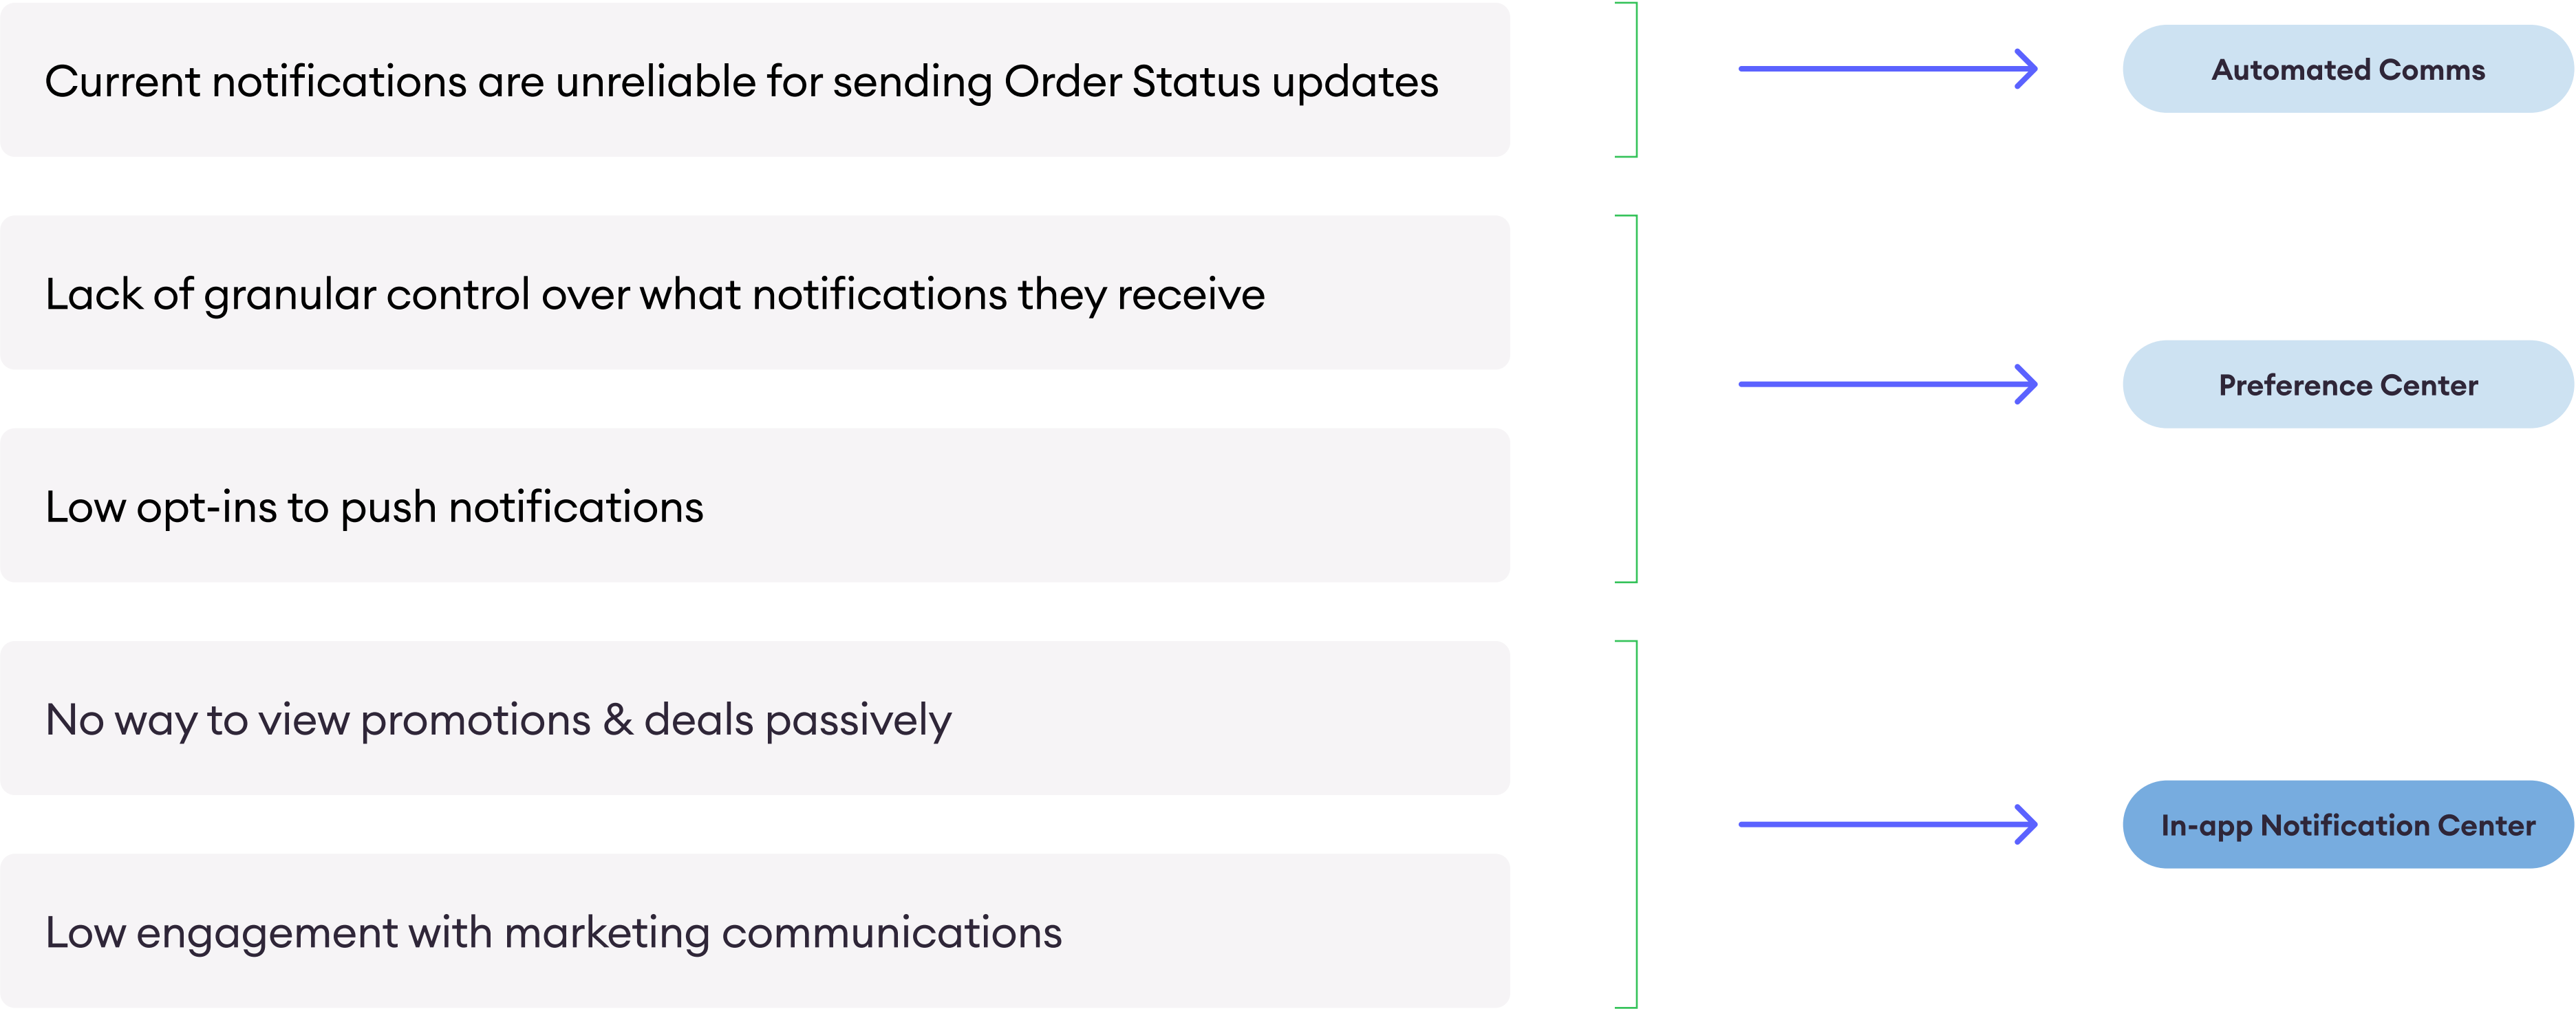 Current notifications are unreliable for sending Order Status updates
Automated Comms
Lack of granular control over what notifications they receive
Low opt-ins to push notifications
Preference Center
No way to view promotions & deals passively
Low engagement with marketing communications
In-app Notification Center